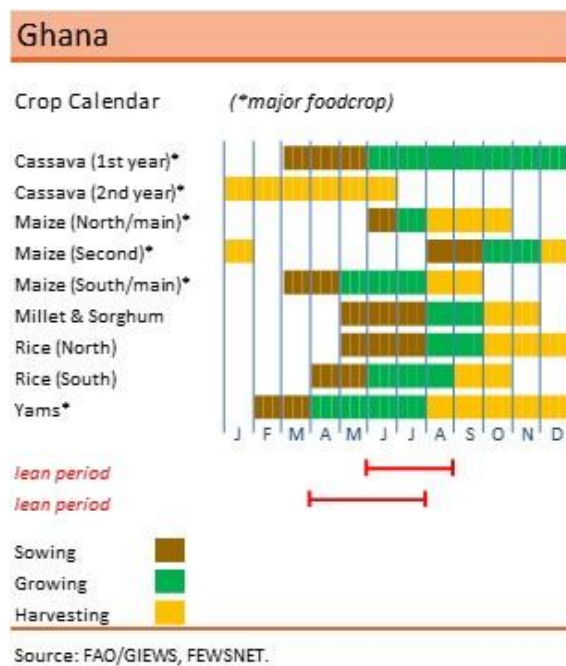 Ghana
Crop Calendar (*major foodcrop)
Cassava (1st year)*
Cassava (2nd year)*
Maize (North/main)*
Maize (Second)*
Maize (South/main)*
Millet & Sorghum
Rice (North)
Rice (South)
Yams*
J F M A M J J A S O N D
lean period
lean period
Sowing
Growing
Harvesting
Source: FAO/GIEWS, FEWSNET.